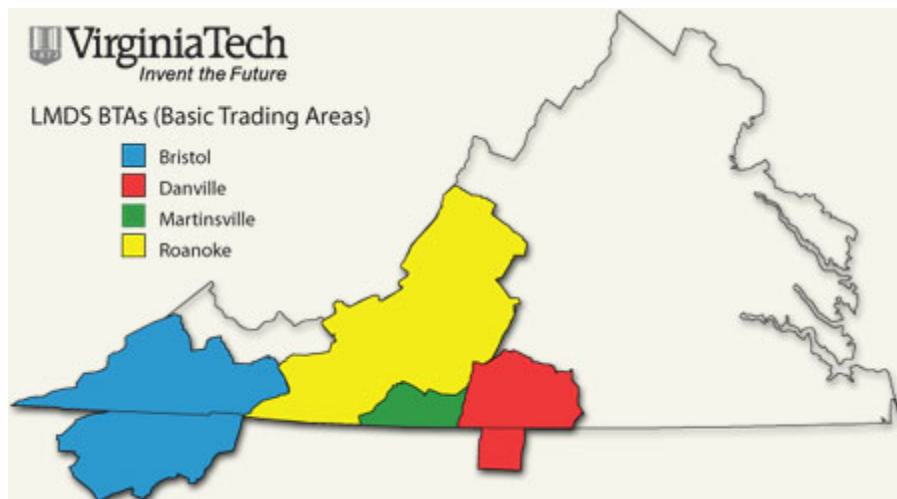 VirginiaTech
Invent the Future
LMDS BTAs (Basic Trading Areas)
Bristol
Danville
Martinsville
Roanoke